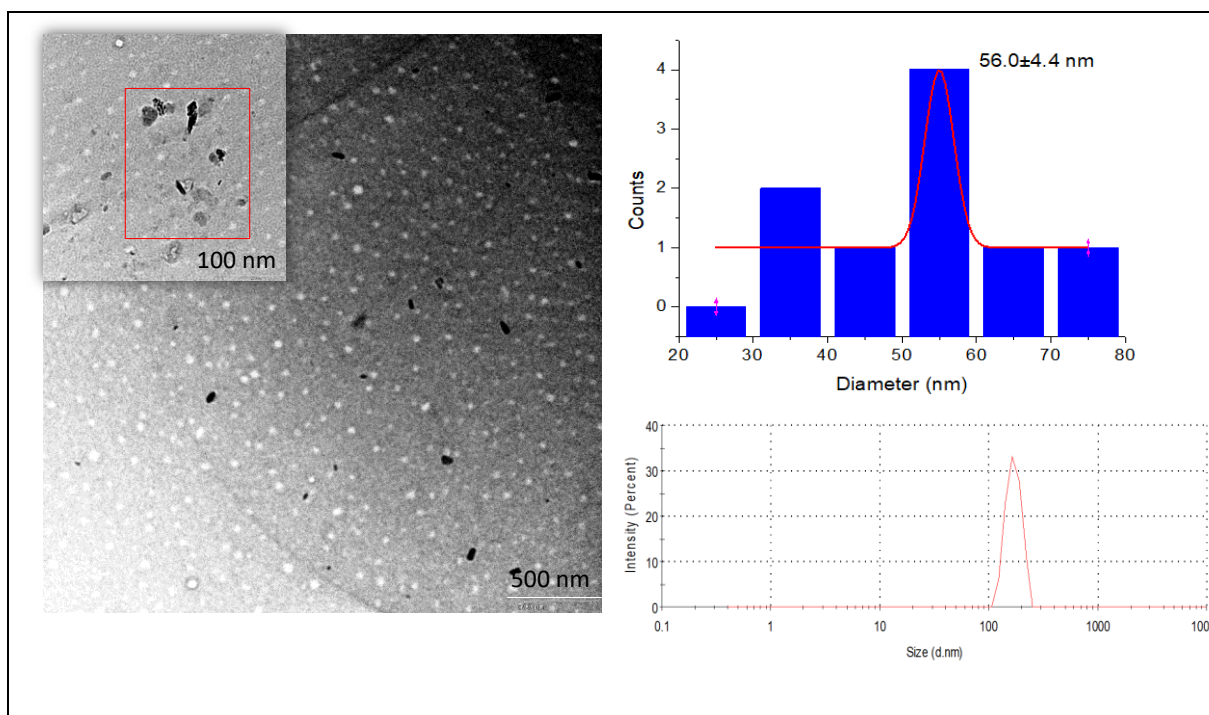 100 nm
500 nm
56.0±4.4 nm
4
3
2
1
0
Counts
20 30 40 50 60 70 80
Diameter (nm)
40
30
20
10
0
Intensity (Percent)
0.1 1 10 100 1000 1000
Size (d.nm)